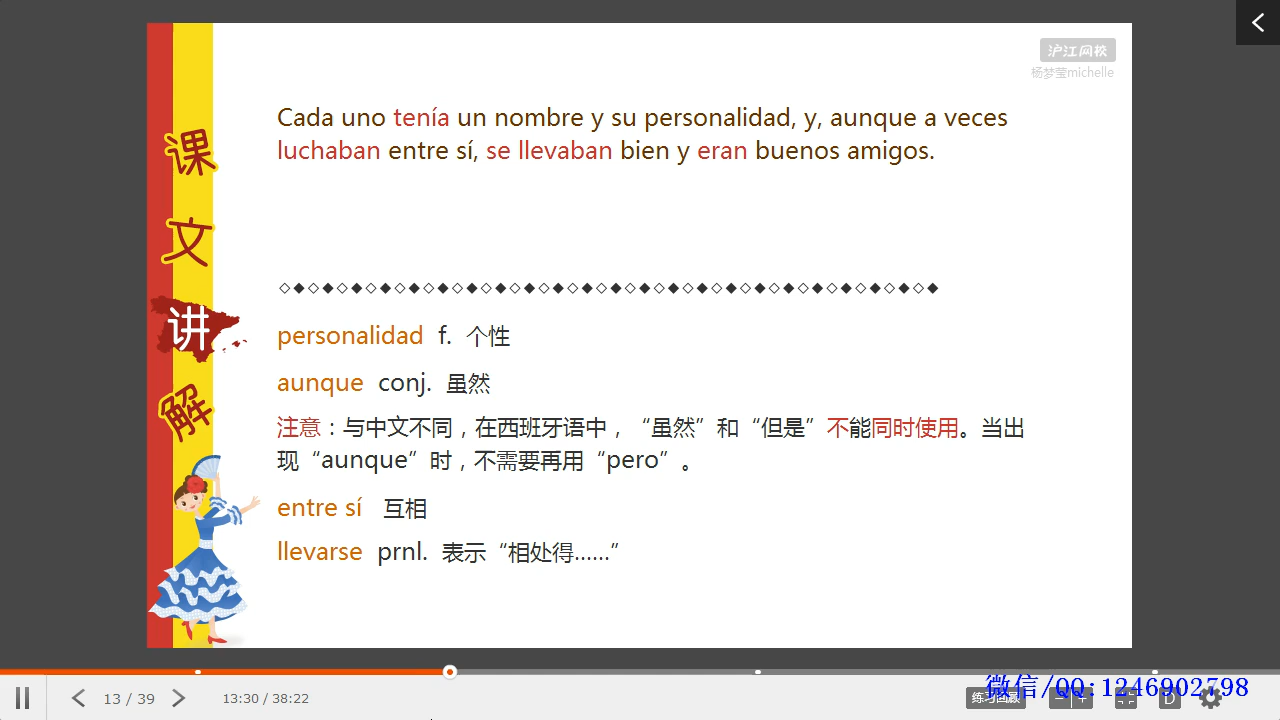 沪江网校
杨梦莹michelle
课文讲解
Cada uno tenía un nombre y su personalidad, y, aunque a veces
luchaban entre sí, se llevaban bien y eran buenos amigos.
personalidad f. 个性
aunque conj. 虽然
注意：与中文不同，在西班牙语中，“虽然”和“但是”不能同时使用。当出
现“aunque”时，不需要再用“pero”。
entre sí 互相
llevarse prnl. 表示“相处得……”
13 / 39
13:30 / 38:22
练习回顾
D
微信/QQ:1246902798